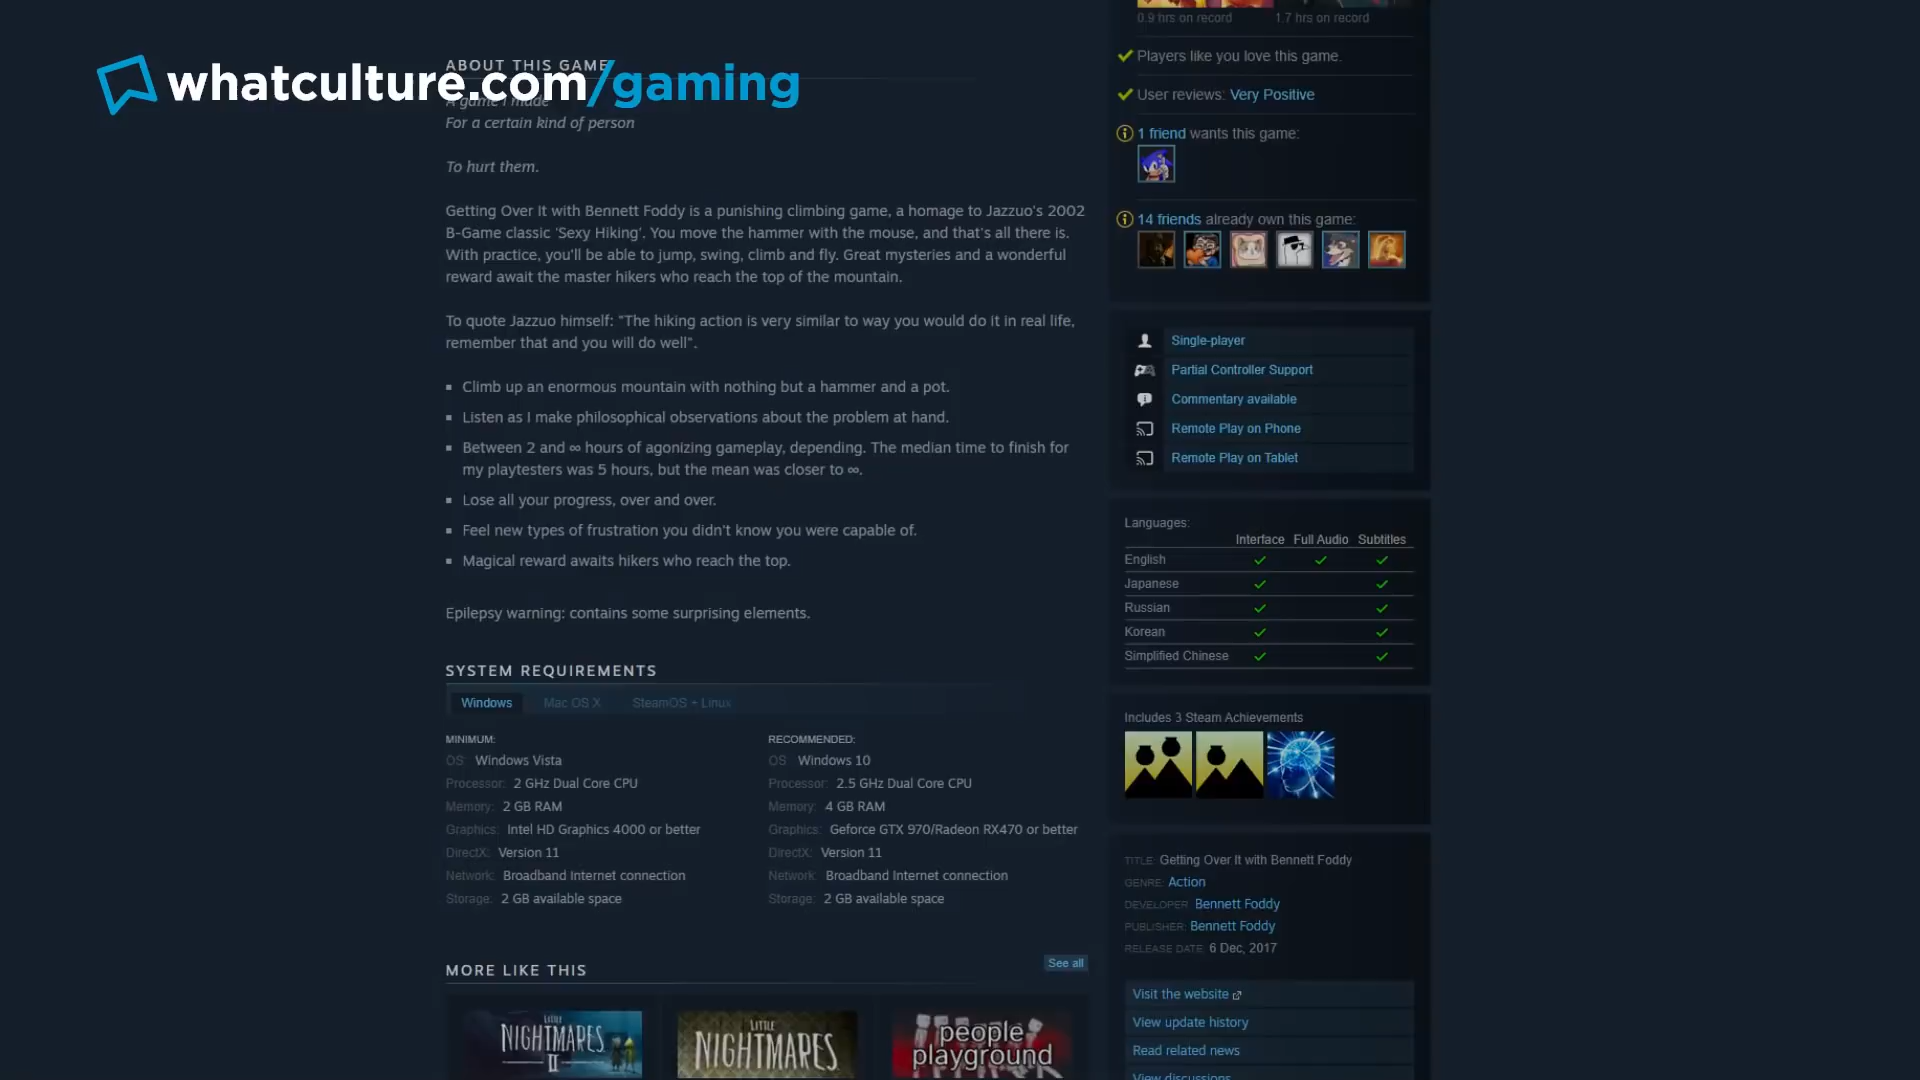 whatculture.com/gaming
ABOUT THIS GAME
A game I made
For a certain kind of person
To hurt them.
Getting Over It with Bennett Foddy is a punishing climbing game, a homage to Jazzuo's 2002
B-Game classic 'Sexy Hiking'. You move the hammer with the mouse, and that's all there is.
With practice, you'll be able to jump, swing, climb and fly. Great mysteries and a wonderful
reward await the master hikers who reach the top of the mountain.
To quote Jazzuo himself: "The hiking action is very similar to way you would do it in real life,
remember that and you will do well".
Climb up an enormous mountain with nothing but a hammer and a pot.
Listen as I make philosophical observations about the problem at hand.
Between 2 and ∞ hours of agonizing gameplay, depending. The median time to finish for
my playtesters was 5 hours, but the mean was closer to ∞.
Lose all your progress, over and over.
Feel new types of frustration you didn't know you were capable of.
Magical reward awaits hikers who reach the top.
Epilepsy warning: contains some surprising elements.
SYSTEM REQUIREMENTS
Windows Mac OS X SteamOS + Linux
MINIMUM:
OS: Windows Vista
Processor: 2 GHz Dual Core CPU
Memory: 2 GB RAM
Graphics: Intel HD Graphics 4000 or better
DirectX: Version 11
Network: Broadband Internet connection
Storage: 2 GB available space
RECOMMENDED:
OS: Windows 10
Processor: 2.5 GHz Dual Core CPU
Memory: 4 GB RAM
Graphics: Geforce GTX 970/Radeon RX470 or better
DirectX: Version 11
Network: Broadband Internet connection
Storage: 2 GB available space
MORE LIKE THIS
See all
LITTLE
NIGHTMARES
II
LITTLE
NIGHTMARES
people
playground
0.9 hrs on record 1.7 hrs on record
Players like you love this game.
User reviews: Very Positive
1 friend wants this game:
14 friends already own this game:
Single-player
Partial Controller Support
Commentary available
Remote Play on Phone
Remote Play on Tablet
Languages:
Interface Full Audio Subtitles
English
Japanese
Russian
Korean
Simplified Chinese
Includes 3 Steam Achievements
TITLE: Getting Over It with Bennett Foddy
GENRE: Action
DEVELOPER: Bennett Foddy
PUBLISHER: Bennett Foddy
RELEASE DATE: 6 Dec, 2017
Visit the website
View update history
Read related news
View discussions